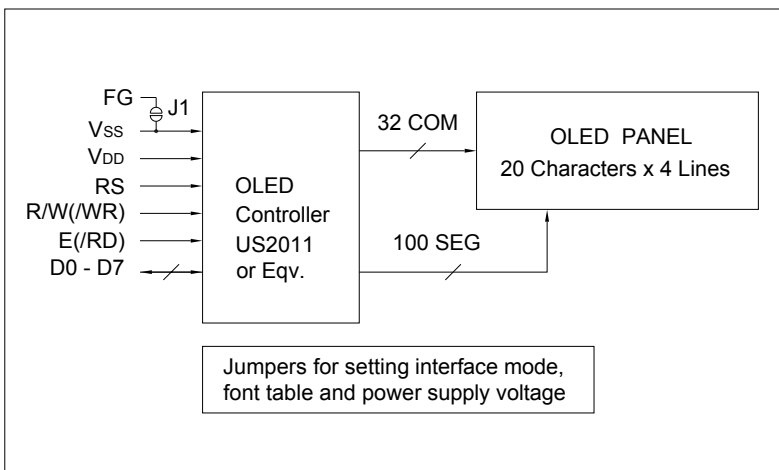 FG
J1
VSS
VDD
RS
R/W(/WR)
E(/RD)
D0 - D7
OLED
Controller
US2011
or Eqv.
32 COM
100 SEG
OLED PANEL
20 Characters x 4 Lines
Jumpers for setting interface mode,
font table and power supply voltage